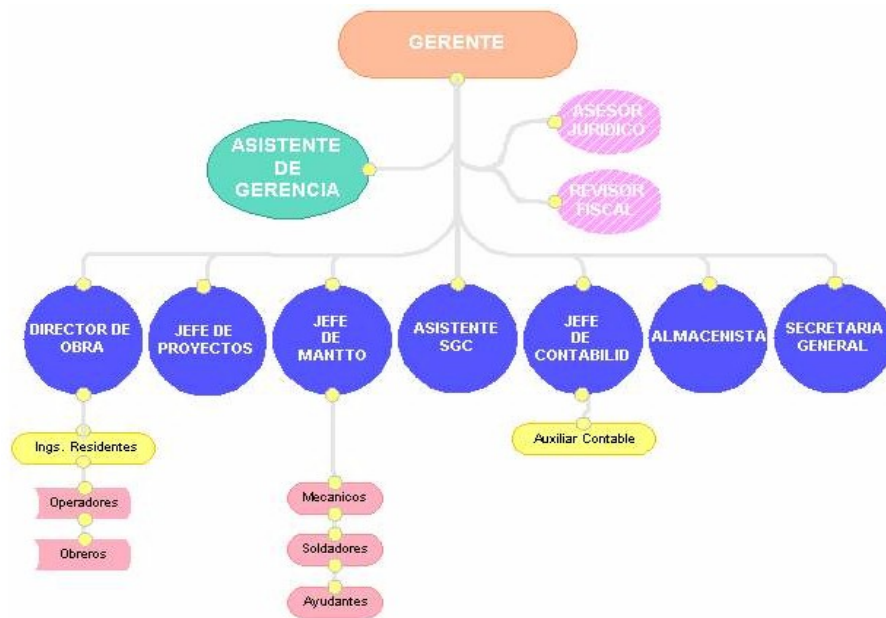 GERENTE
ASISTENTE
DE
GERENCIA
ASESOR
JURIDICO
REVISOR
FISCAL
DIRECTOR DE
OBRA
JEFE DE
PROYECTOS
JEFE
DE
MANTTO
ASISTENTE
SGC
JEFE
DE
CONTABILID
ALMACENISTA
SECRETARIA
GENERAL
Ings. Residentes
Operadores
Obreros
Mecanicos
Soldadores
Ayudantes
Auxiliar Contable